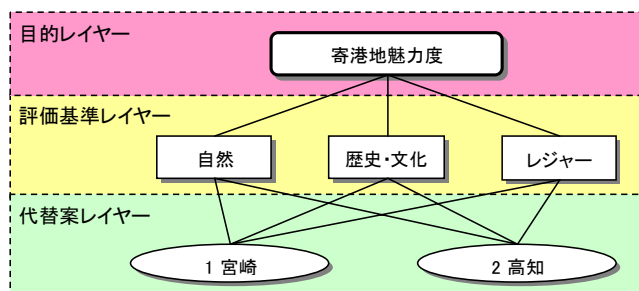 目的レイヤー
寄港地魅力度
評価基準レイヤー
自然
歴史・文化
レジャー
代替案レイヤー
1 宮崎
2 高知